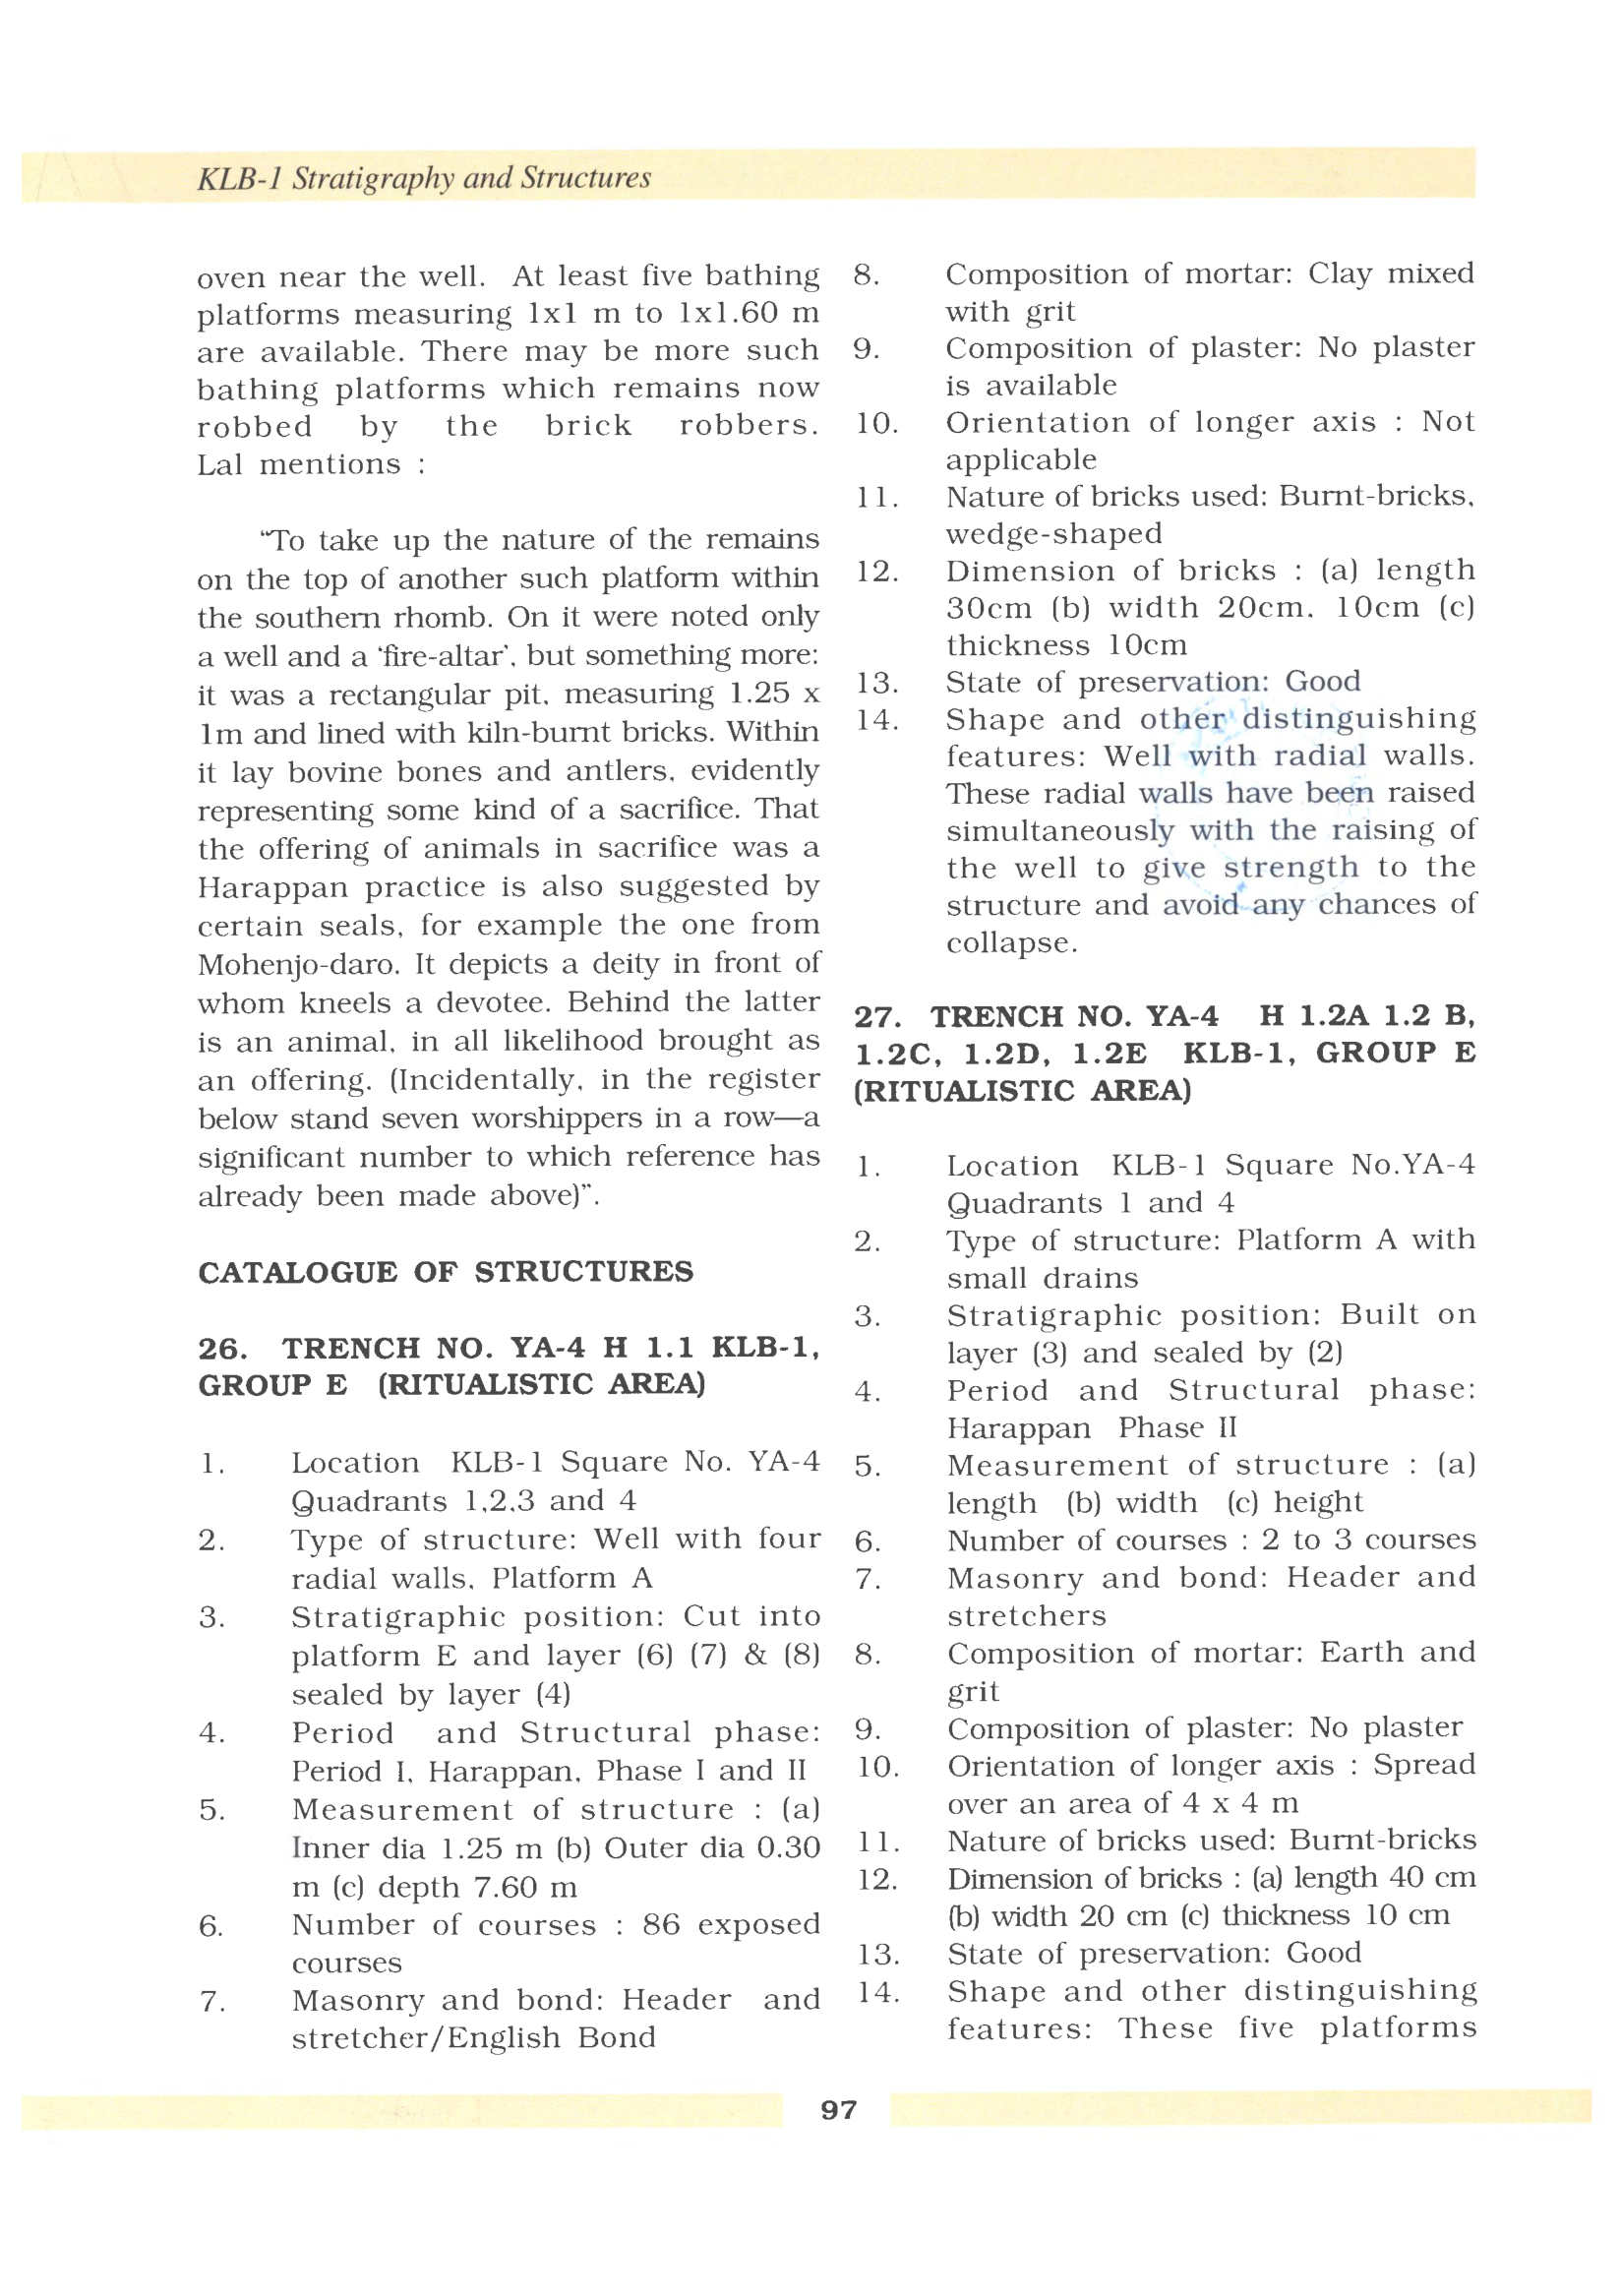 KLB-1 Stratigraphy and Structures
oven near the well. At least five bathing
platforms measuring 1x1 m to 1x1.60 m
are available. There may be more such
bathing platforms which remains now
robbed by the brick robbers.
Lal mentions :
“To take up the nature of the remains
on the top of another such platform within
the southern rhomb. On it were noted only
a well and a ‘fire-altar’, but something more:
it was a rectangular pit, measuring 1.25 x
1m and lined with kiln-burnt bricks. Within
it lay bovine bones and antlers, evidently
representing some kind of a sacrifice. That
the offering of animals in sacrifice was a
Harappan practice is also suggested by
certain seals, for example the one from
Mohenjo-daro. It depicts a deity in front of
whom kneels a devotee. Behind the latter
is an animal, in all likelihood brought as
an offering. (Incidentally, in the register
below stand seven worshippers in a row—a
significant number to which reference has
already been made above)”.
CATALOGUE OF STRUCTURES
26. TRENCH NO. YA-4 H 1.1 KLB-1,
GROUP E (RITUALISTIC AREA)
1. Location KLB-1 Square No. YA-4
Quadrants 1,2,3 and 4
2. Type of structure: Well with four
radial walls, Platform A
3. Stratigraphic position: Cut into
platform E and layer (6) (7) & (8)
sealed by layer (4)
4. Period and Structural phase:
Period I, Harappan, Phase I and II
5. Measurement of structure : (a)
Inner dia 1.25 m (b) Outer dia 0.30
m (c) depth 7.60 m
6. Number of courses : 86 exposed
courses
7. Masonry and bond: Header and
stretcher/English Bond
8. Composition of mortar: Clay mixed
with grit
9. Composition of plaster: No plaster
is available
10. Orientation of longer axis : Not
applicable
11. Nature of bricks used: Burnt-bricks,
wedge-shaped
12. Dimension of bricks : (a) length
30cm (b) width 20cm. 10cm (c)
thickness 10cm
13. State of preservation: Good
14. Shape and other distinguishing
features: Well with radial walls.
These radial walls have been raised
simultaneously with the raising of
the well to give strength to the
structure and avoid any chances of
collapse.
27. TRENCH NO. YA-4 H 1.2A 1.2 B,
1.2C, 1.2D, 1.2E KLB-1, GROUP E
(RITUALISTIC AREA)
1. Location KLB-1 Square No.YA-4
Quadrants 1 and 4
2. Type of structure: Platform A with
small drains
3. Stratigraphic position: Built on
layer (3) and sealed by (2)
4. Period and Structural phase:
Harappan Phase II
5. Measurement of structure : (a)
length (b) width (c) height
6. Number of courses : 2 to 3 courses
7. Masonry and bond: Header and
stretchers
8. Composition of mortar: Earth and
grit
9. Composition of plaster: No plaster
10. Orientation of longer axis : Spread
over an area of 4 x 4 m
11. Nature of bricks used: Burnt-bricks
12. Dimension of bricks : (a) length 40 cm
(b) width 20 cm (c) thickness 10 cm
13. State of preservation: Good
14. Shape and other distinguishing
features: These five platforms
97